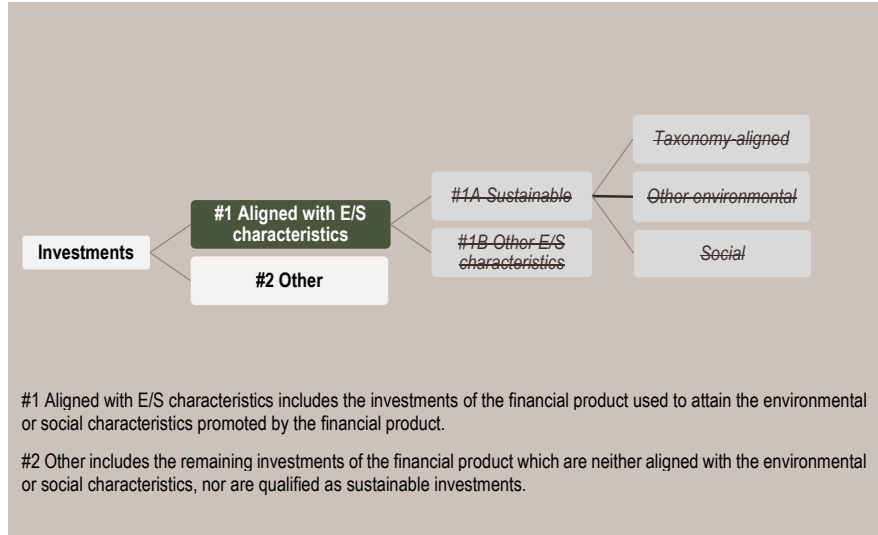 Taxonomy-aligned
#1A Sustainable
Other environmental
#1 Aligned with E/S
characteristics
#1B Other E/S
characteristics
Social
Investments
#2 Other
#1 Aligned with E/S characteristics includes the investments of the financial product used to attain the environmental
or social characteristics promoted by the financial product.
#2 Other includes the remaining investments of the financial product which are neither aligned with the environmental
or social characteristics, nor are qualified as sustainable investments.